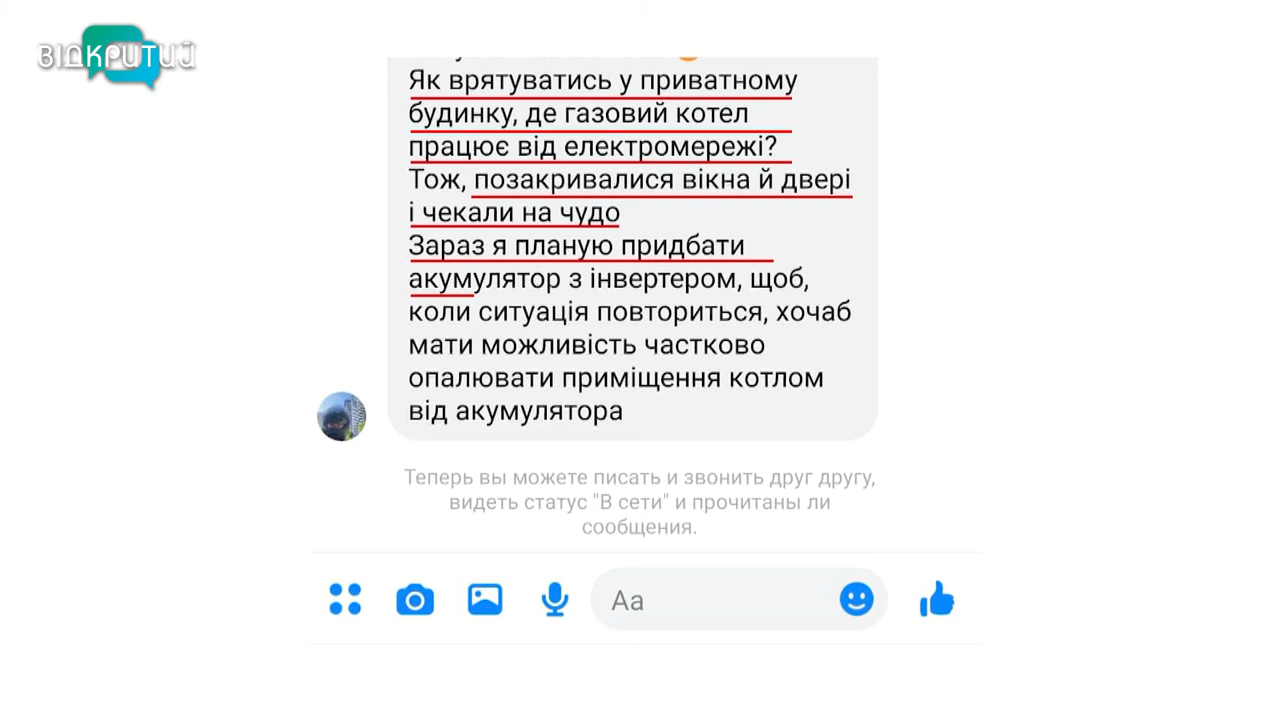 ВІДКРИТИЙ
Як врятуватись у приватному
будинку, де газовий котел
працює від електромережі?
Тож, позакривалися вікна й двері
і чекали на чудо
Зараз я планую придбати
акумулятор з інвертером, щоб,
коли ситуація повториться, хочаб
мати можливість частково
опалювати приміщення котлом
від акумулятора
Теперь вы можете писать и звонить друг другу,
видеть статус "В сети" и прочитаны ли
сообщения.
Aa